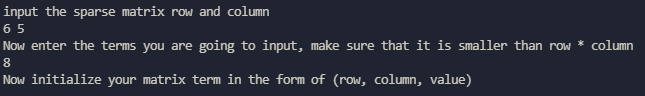 input the sparse matrix row and column
6 5
Now enter the terms you are going to input, make sure that it is smaller than row * column
8
Now initialize your matrix term in the form of (row, column, value)